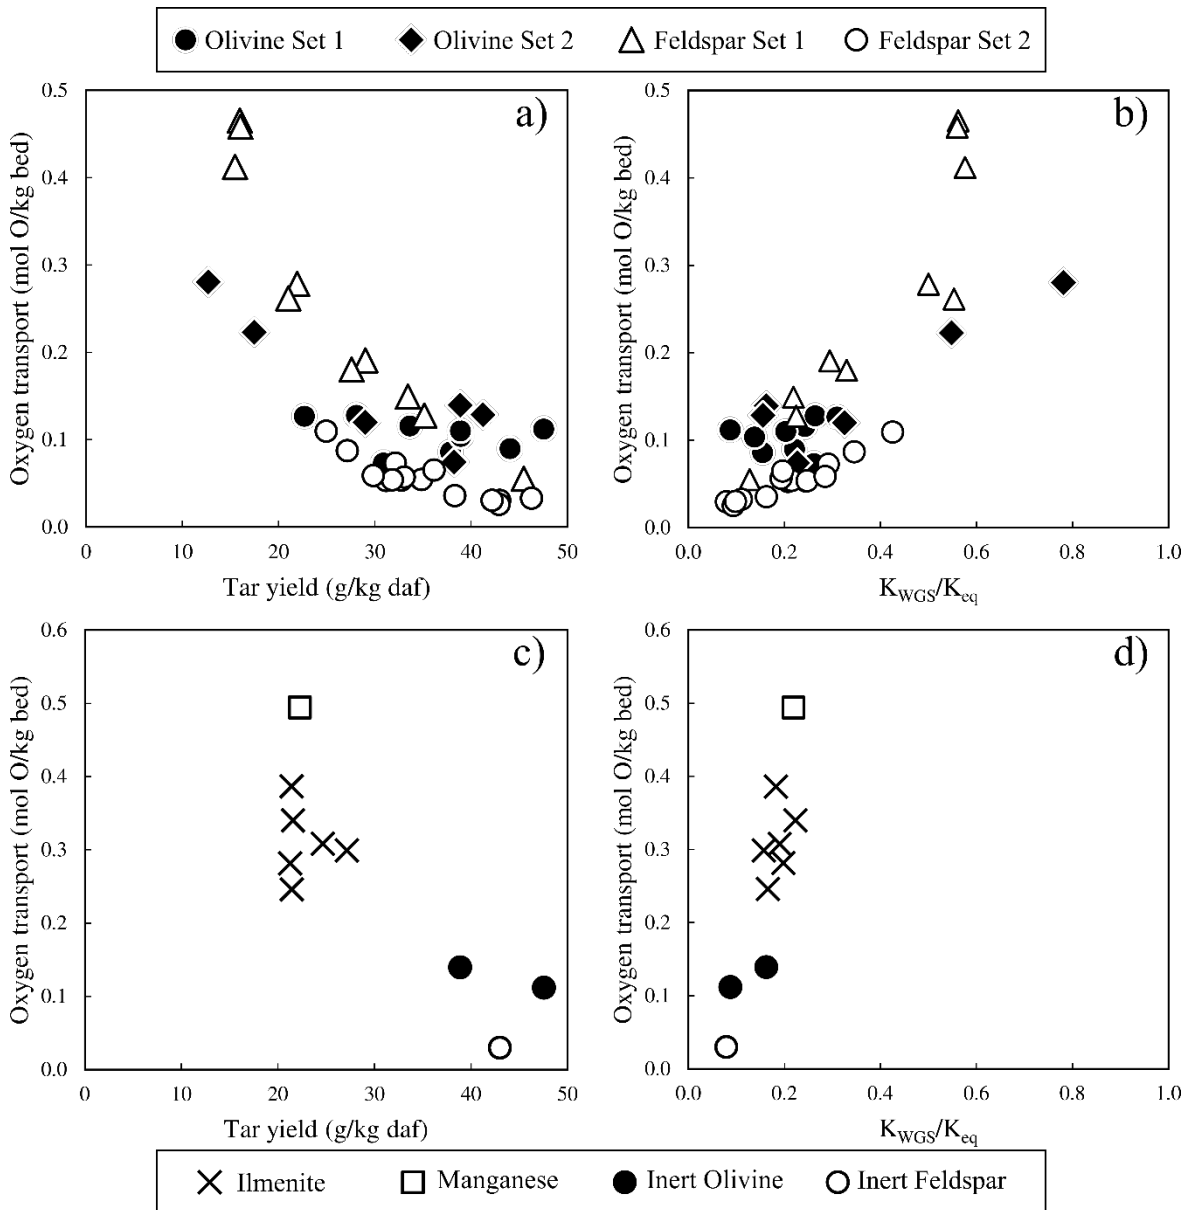 Olivine Set 1 Olivine Set 2 Feldspar Set 1 Feldspar Set 2
a)
Oxygen transport (mol O/kg bed)
0.5
0.4
0.3
0.2
0.1
0.0
0 10 20 30 40 50
Tar yield (g/kg daf)
b)
Oxygen transport (mol O/kg bed)
0.5
0.4
0.3
0.2
0.1
0.0
0.0 0.2 0.4 0.6 0.8 1.0
K_WGS/K_eq
c)
Oxygen transport (mol O/kg bed)
0.6
0.5
0.4
0.3
0.2
0.1
0.0
0 10 20 30 40 50
Tar yield (g/kg daf)
d)
Oxygen transport (mol O/kg bed)
0.6
0.5
0.4
0.3
0.2
0.1
0.0
0.0 0.2 0.4 0.6 0.8 1.0
K_WGS/K_eq
Ilmenite Manganese Inert Olivine Inert Feldspar